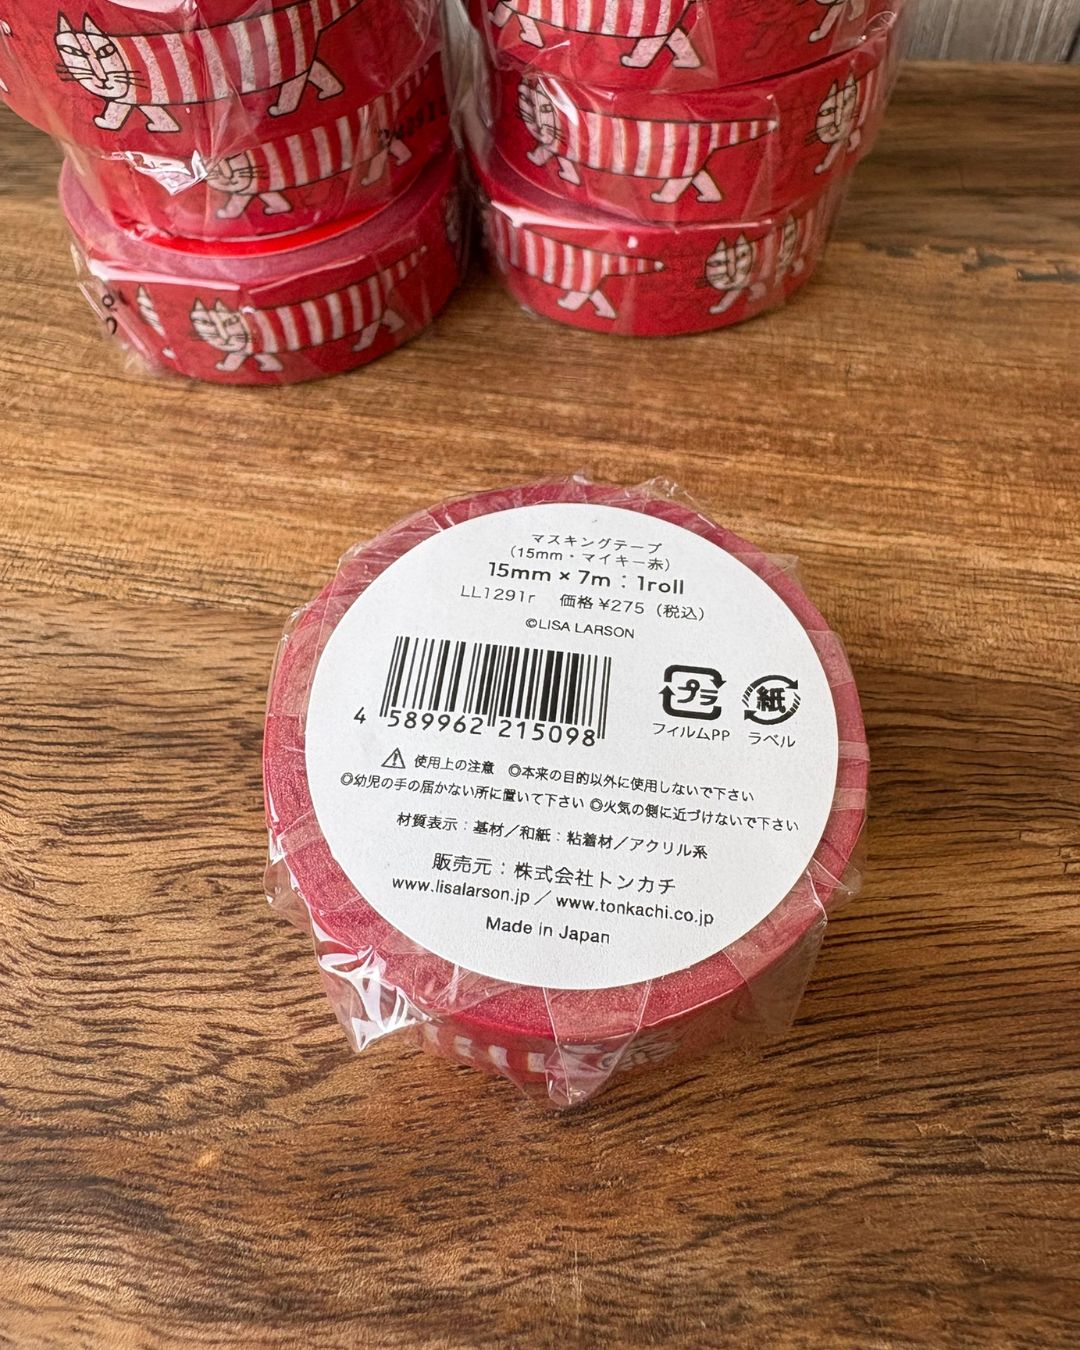 マスキングテープ
(15mm・マイキー赤)
15mm × 7m : 1roll
LL1291r 価格 ¥275 (税込)
©LISA LARSON
4 589962 215098
プラ 紙
フィルムPP ラベル
⚠ 使用上の注意 ◎本来の目的以外に使用しないで下さい
◎幼児の手の届かない所に置いて下さい ◎火気の側に近づけないで下さい
材質表示：基材／和紙：粘着材／アクリル系
販売元：株式会社トンカチ
www.lisalarson.jp ／ www.tonkachi.co.jp
Made in Japan